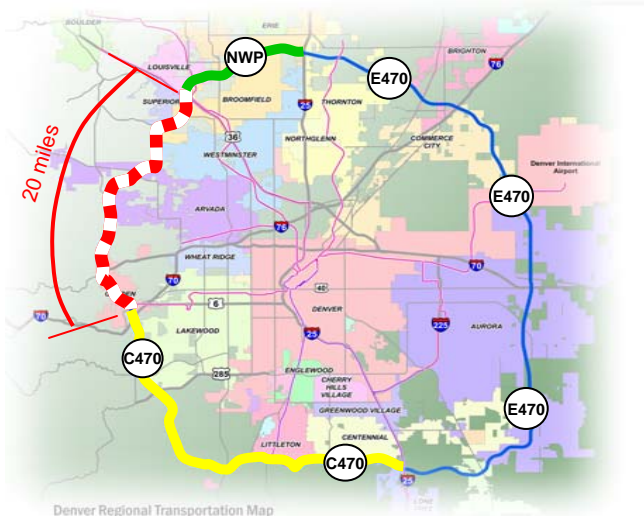 BOULDER
ERIE
LOUISVILLE
NWP
BRIGHTON
76
E470
SUPERIOR
BROOMFIELD
25
THORNTON
20 miles
36
NORTHGLENN
COMMERCE
CITY
WESTMINSTER
Denver International
Airport
E470
ARVADA
76
WHEAT RIDGE
70
70
40
6
DENVER
70
LAKEWOOD
25
225
AURORA
C470
285
ENGLEWOOD
CHERRY
HILLS
VILLAGE
GREENWOOD VILLAGE
E470
LITTLETON
CENTENNIAL
C470
25
Denver Regional Transportation Map